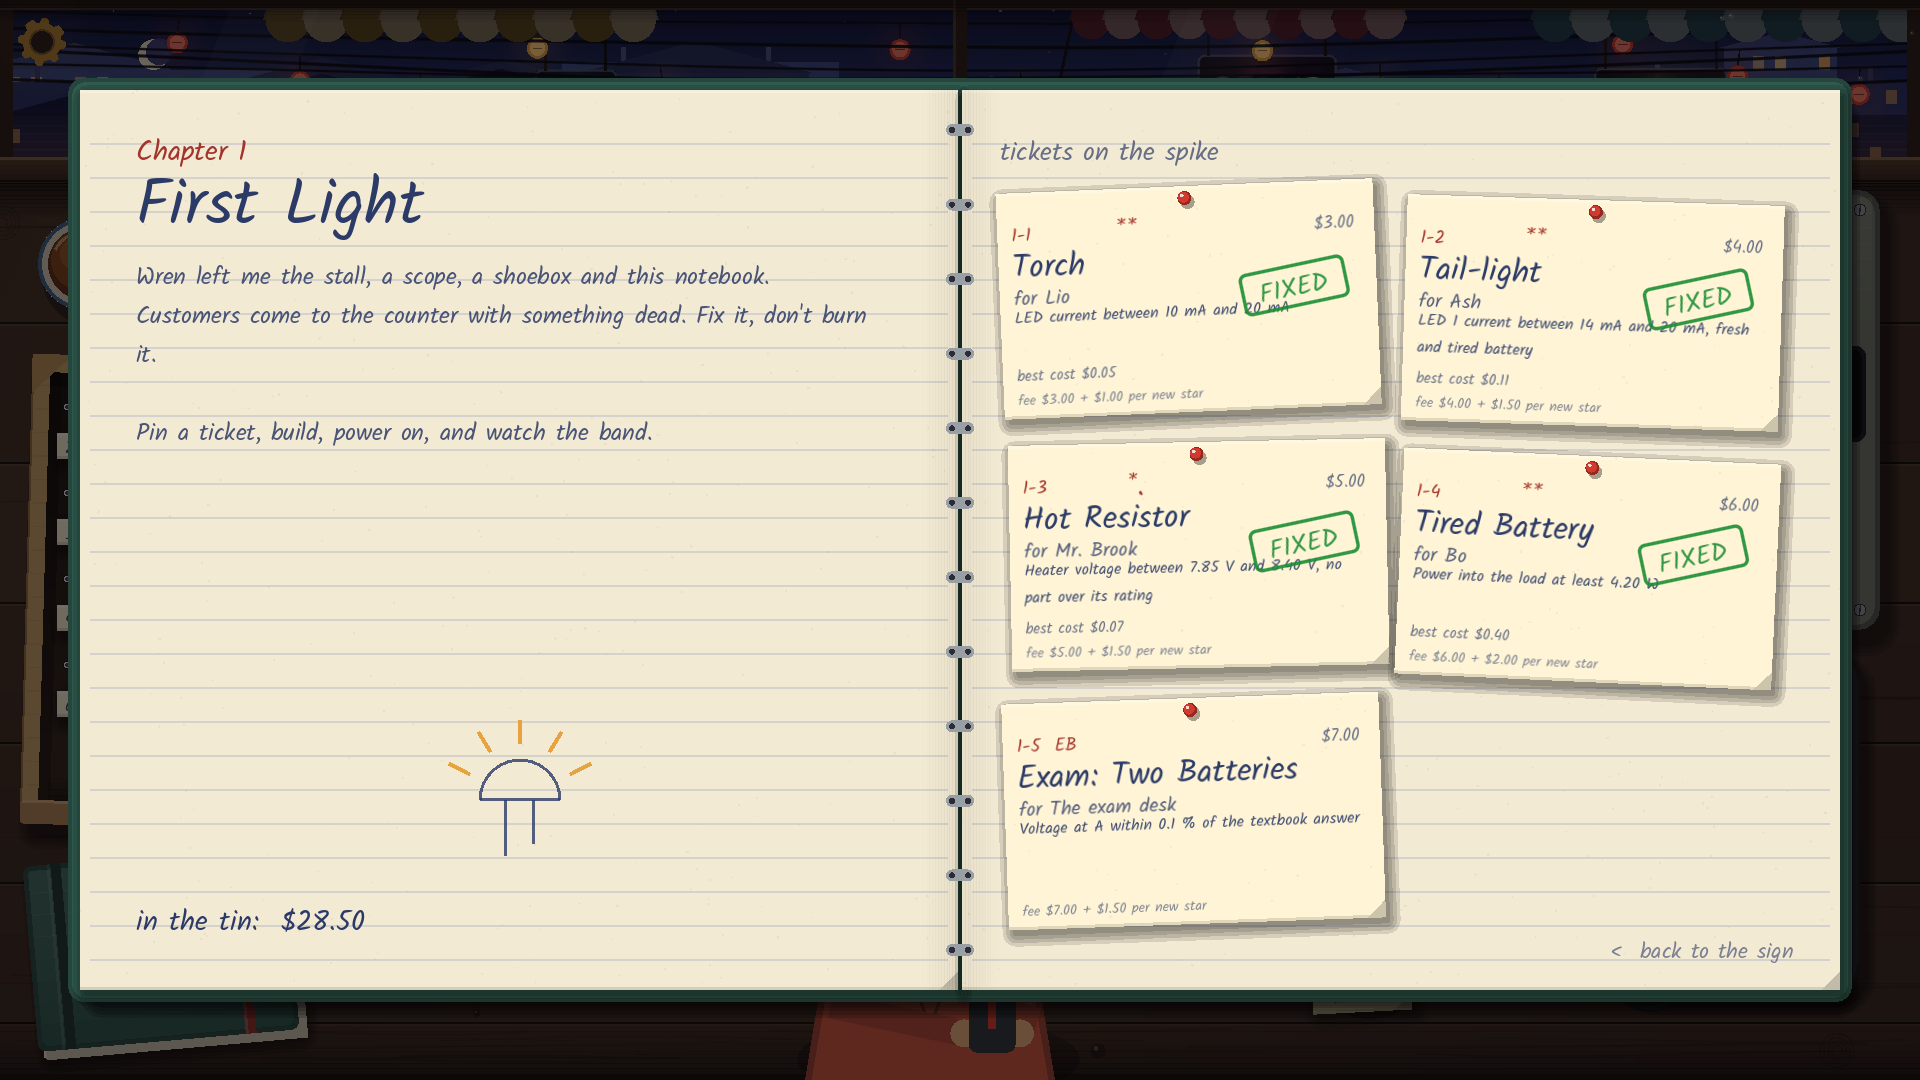 Chapter 1
First Light
Wren left me the stall, a scope, a shoebox and this notebook.
Customers come to the counter with something dead. Fix it, don't burn
it.
Pin a ticket, build, power on, and watch the band.
in the tin: $28.50
tickets on the spike
1-1 ** $3.00
Torch
FIXED
for Lio
LED current between 10 mA and 20 mA
best cost $0.05
fee $3.00 + $1.00 per new star
1-2 ** $4.00
Tail-light
FIXED
for Ash
LED 1 current between 14 mA and 20 mA, fresh
and tired battery
best cost $0.11
fee $4.00 + $1.50 per new star
1-3 *. $5.00
Hot Resistor
FIXED
for Mr. Brook
Heater voltage between 7.85 V and 8.40 V, no
part over its rating
best cost $0.07
fee $5.00 + $1.50 per new star
1-4 ** $6.00
Tired Battery
FIXED
for Bo
Power into the load at least 4.20 W
best cost $0.40
fee $6.00 + $2.00 per new star
1-5 EB $7.00
Exam: Two Batteries
for The exam desk
Voltage at A within 0.1 % of the textbook answer
fee $7.00 + $1.50 per new star
< back to the sign